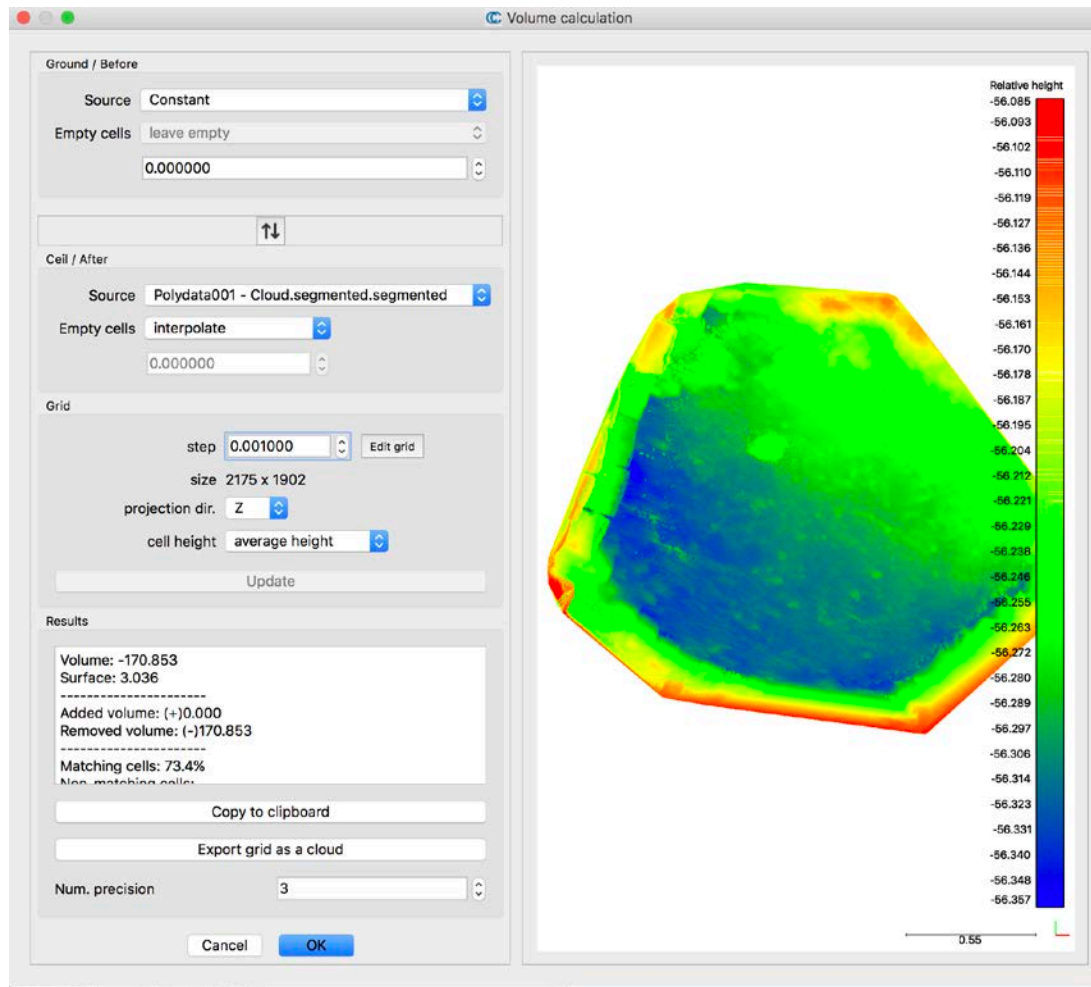 Volume calculation
Ground / Before
Source Constant
Empty cells leave empty
0.000000
Ceil / After
Source Polydata001 - Cloud.segmented.segmented
Empty cells interpolate
0.000000
Grid
step 0.001000 Edit grid
size 2175 x 1902
projection dir. Z
cell height average height
Update
Results
Volume: -170.853
Surface: 3.036
----------------------
Added volume: (+)0.000
Removed volume: (-)170.853
----------------------
Matching cells: 73.4%
Non-matching cells:
Copy to clipboard
Export grid as a cloud
Num. precision 3
Cancel OK
Relative height
-56.085
-56.093
-56.102
-56.110
-56.119
-56.127
-56.136
-56.144
-56.153
-56.161
-56.170
-56.178
-56.187
-56.195
-56.204
-56.212
-56.221
-56.229
-56.238
-56.246
-56.255
-56.263
-56.272
-56.280
-56.289
-56.297
-56.306
-56.314
-56.323
-56.331
-56.340
-56.348
-56.357
0.55